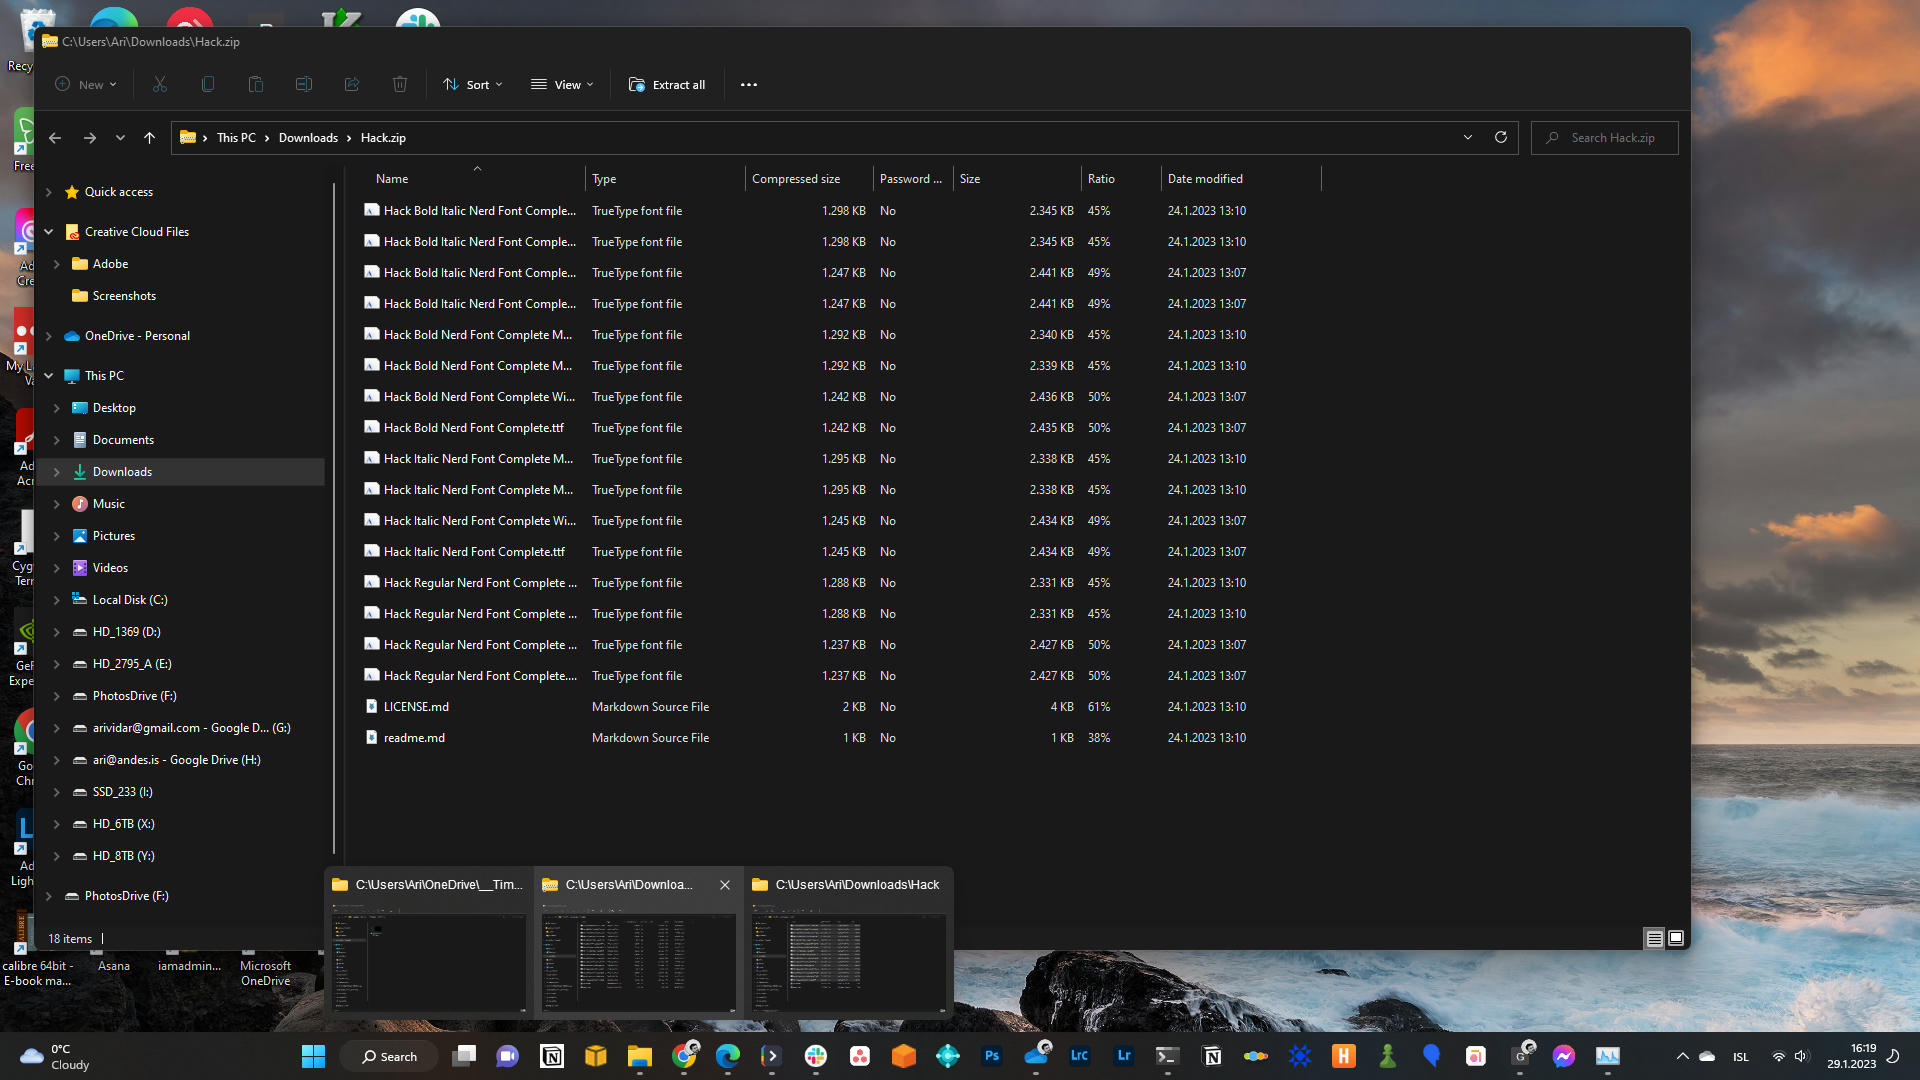 C:\Users\Ari\Downloads\Hack.zip
New
Sort
View
Extract all
This PC
Downloads
Hack.zip
Search Hack.zip
Quick access
Creative Cloud Files
Adobe
Screenshots
OneDrive - Personal
This PC
Desktop
Documents
Downloads
Music
Pictures
Videos
Local Disk (C:)
HD_1369 (D:)
HD_2795_A (E:)
PhotosDrive (F:)
arividar@gmail.com - Google D... (G:)
ari@andes.is - Google Drive (H:)
SSD_233 (I:)
HD_6TB (X:)
HD_8TB (Y:)
PhotosDrive (F:)
Name Type Compressed size Password ... Size Ratio Date modified
Hack Bold Italic Nerd Font Comple... TrueType font file 1.298 KB No 2.345 KB 45% 24.1.2023 13:10
Hack Bold Italic Nerd Font Comple... TrueType font file 1.298 KB No 2.345 KB 45% 24.1.2023 13:10
Hack Bold Italic Nerd Font Comple... TrueType font file 1.247 KB No 2.441 KB 49% 24.1.2023 13:07
Hack Bold Italic Nerd Font Comple... TrueType font file 1.247 KB No 2.441 KB 49% 24.1.2023 13:07
Hack Bold Nerd Font Complete M... TrueType font file 1.292 KB No 2.340 KB 45% 24.1.2023 13:10
Hack Bold Nerd Font Complete M... TrueType font file 1.292 KB No 2.339 KB 45% 24.1.2023 13:10
Hack Bold Nerd Font Complete Wi... TrueType font file 1.242 KB No 2.436 KB 50% 24.1.2023 13:07
Hack Bold Nerd Font Complete.ttf TrueType font file 1.242 KB No 2.435 KB 50% 24.1.2023 13:07
Hack Italic Nerd Font Complete M... TrueType font file 1.295 KB No 2.338 KB 45% 24.1.2023 13:10
Hack Italic Nerd Font Complete M... TrueType font file 1.295 KB No 2.338 KB 45% 24.1.2023 13:10
Hack Italic Nerd Font Complete Wi... TrueType font file 1.245 KB No 2.434 KB 49% 24.1.2023 13:07
Hack Italic Nerd Font Complete.ttf TrueType font file 1.245 KB No 2.434 KB 49% 24.1.2023 13:07
Hack Regular Nerd Font Complete ... TrueType font file 1.288 KB No 2.331 KB 45% 24.1.2023 13:10
Hack Regular Nerd Font Complete ... TrueType font file 1.288 KB No 2.331 KB 45% 24.1.2023 13:10
Hack Regular Nerd Font Complete ... TrueType font file 1.237 KB No 2.427 KB 50% 24.1.2023 13:07
Hack Regular Nerd Font Complete.... TrueType font file 1.237 KB No 2.427 KB 50% 24.1.2023 13:07
LICENSE.md Markdown Source File 2 KB No 4 KB 61% 24.1.2023 13:10
readme.md Markdown Source File 1 KB No 1 KB 38% 24.1.2023 13:10
18 items
C:\Users\Ari\OneDrive\__Tim...
C:\Users\Ari\Downloa...
C:\Users\Ari\Downloads\Hack
calibre 64bit -
E-book ma...
Asana
iamadmin...
Microsoft
OneDrive
0°C
Cloudy
Search
Ps
Lrc
Lr
ISL
16:19
29.1.2023